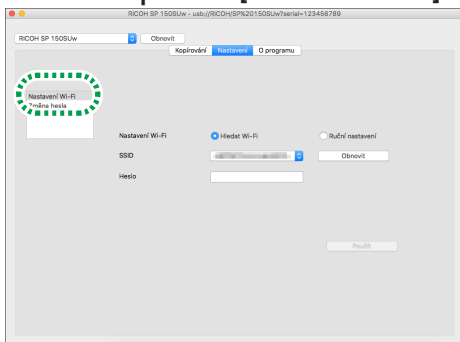 RICOH SP 150SUw - usb://RICOH/SP%20150SUw?serial=123456789
RICOH SP 150SUw Obnovit
Kopírování Nastavení O programu
Nastavení Wi-Fi
Změna hesla
Nastavení Wi-Fi Hledat Wi-Fi Ruční nastavení
SSID Obnovit
Heslo
Použít